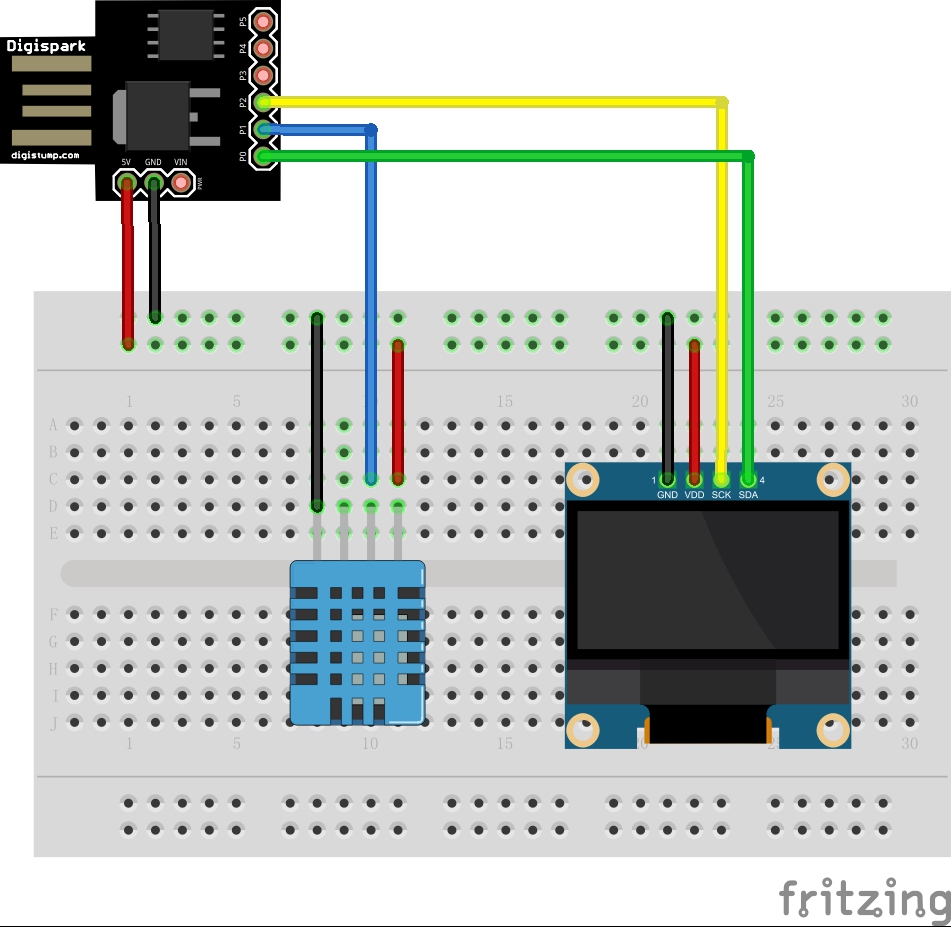 P5
Digispark
P4
P3
P2
P1
P0
digistump.com
5V GND VIN
PWR
1 5 15 20 25 30
A
B
C
1 4
GND VDD SCK SDA
D
E
F
G
H
I
J
1 5 10 15 30
fritzing